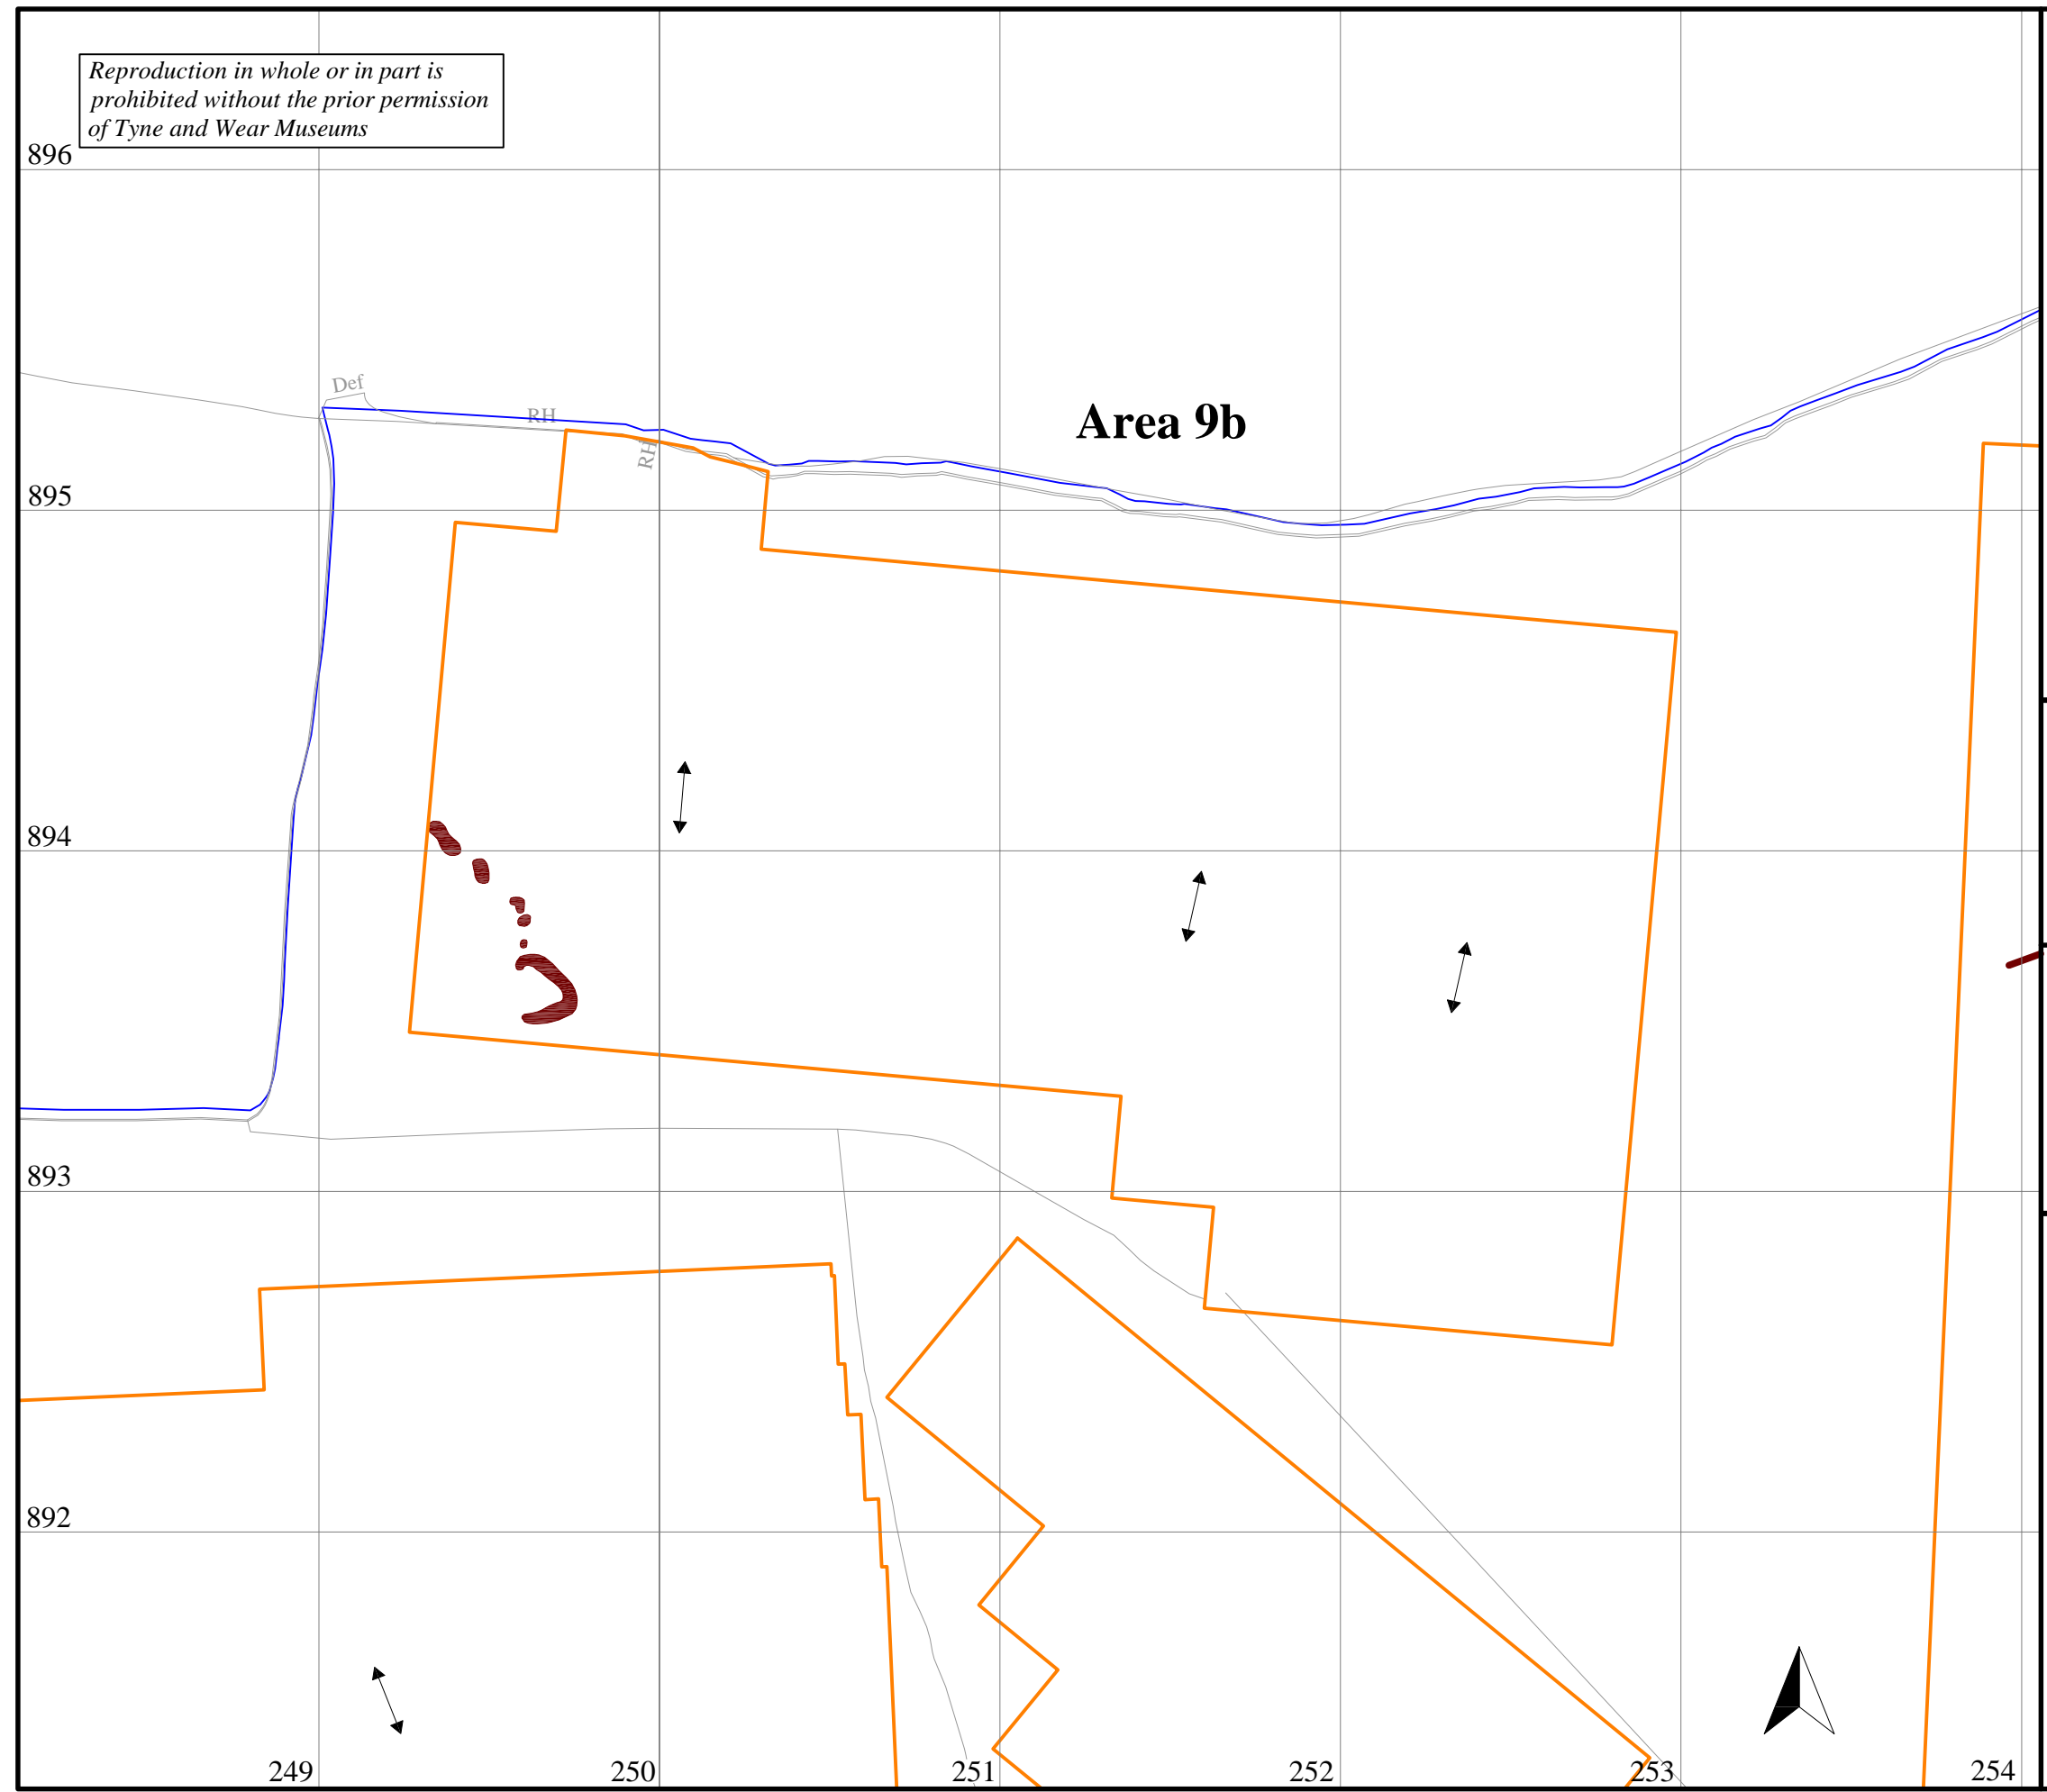 Reproduction in whole or in part is
prohibited without the prior permission
of Tyne and Wear Museums
896
Def
RH
RH
Area 9b
895
894
893
892
249
250
251
252
253
254